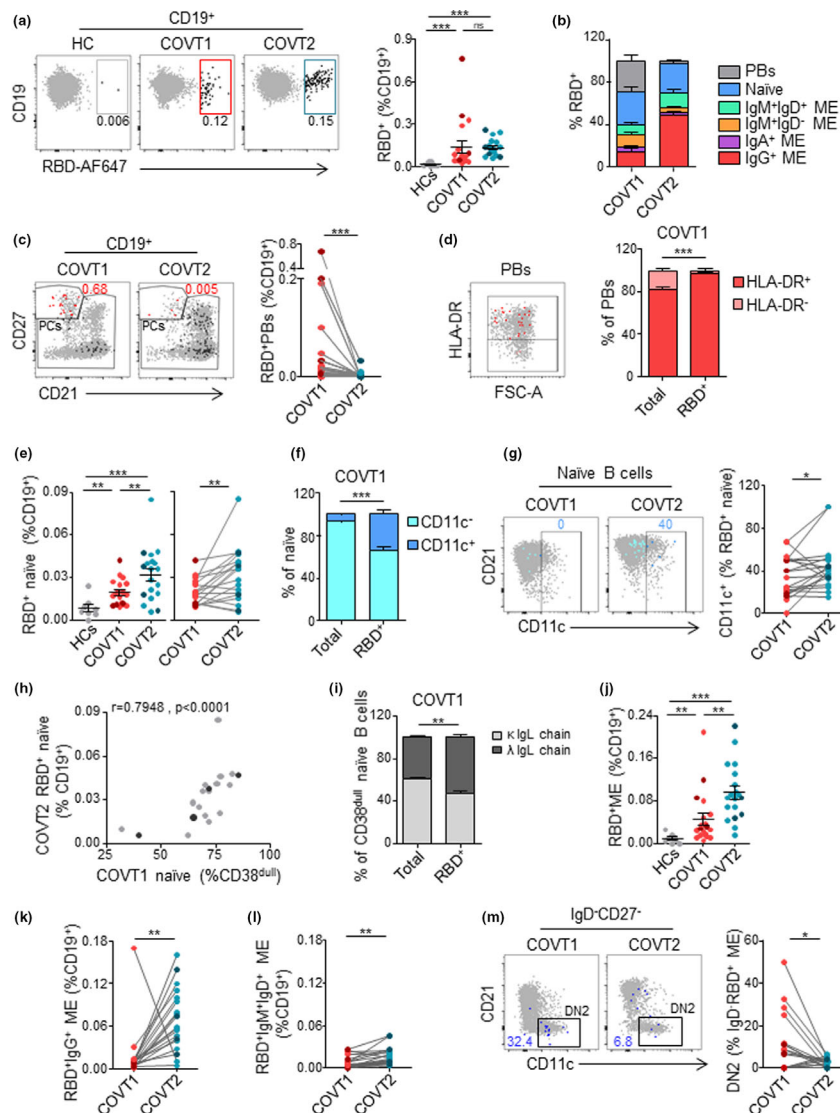 (a)
CD19⁺
HC COVT1 COVT2
CD19
0.006 0.12 0.15
RBD-AF647
RBD⁺ (%CD19⁺)
0.9
0.6
0.3
0.0
***
*** ns
HCs COVT1 COVT2
(b)
% RBD⁺
120
80
40
0
COVT1 COVT2
PBs
Naïve
IgM⁺IgD⁺ ME
IgM⁺IgD⁻ ME
IgA⁺ ME
IgG⁺ ME
(c)
CD19⁺
COVT1 COVT2
0.68 0.005
PCs PCs
CD27
CD21
RBD⁺PBs (%CD19⁺)
***
0.8
0.4
0.2
0.0
COVT1 COVT2
(d)
COVT1
PBs
HLA-DR
FSC-A
% of PBs
***
120
80
40
0
Total RBD⁺
HLA-DR⁺
HLA-DR⁻
(e)
RBD⁺ naïve (%CD19⁺)
0.09
0.06
0.03
0.00
***
** ** **
HCs COVT1 COVT2 COVT1 COVT2
(f)
COVT1
% of naïve
***
120
80
40
0
Total RBD⁺
CD11c⁻
CD11c⁺
(g)
Naïve B cells
COVT1 COVT2
0 40
CD21
CD11c
CD11c⁺ (% RBD⁺ naïve)
*
120
80
40
0
COVT1 COVT2
(h)
r=0.7948 , p<0.0001
COVT2 RBD⁺ naïve
(% CD19⁺)
0.09
0.06
0.03
0.00
25 50 75 100
COVT1 naïve (%CD38ᵈᵘˡˡ)
(i)
COVT1
% of CD38ᵈᵘˡˡ naïve B cells
**
120
80
40
0
Total RBD⁺
κ IgL chain
λ IgL chain
(j)
RBD⁺ME (%CD19⁺)
0.24
0.16
0.08
0.00
***
** **
HCs COVT1 COVT2
(k)
RBD⁺IgG⁺ ME (%CD19⁺)
**
0.18
0.12
0.06
0.00
COVT1 COVT2
(l)
RBD⁺IgM⁺IgD⁺ ME
(%CD19⁺)
**
0.18
0.12
0.06
0.00
COVT1 COVT2
(m)
IgD⁻CD27⁻
COVT1 COVT2
DN2 DN2
32.4 6.8
CD21
CD11c
DN2 (% IgD⁻RBD⁺ ME)
*
60
40
20
0
COVT1 COVT2